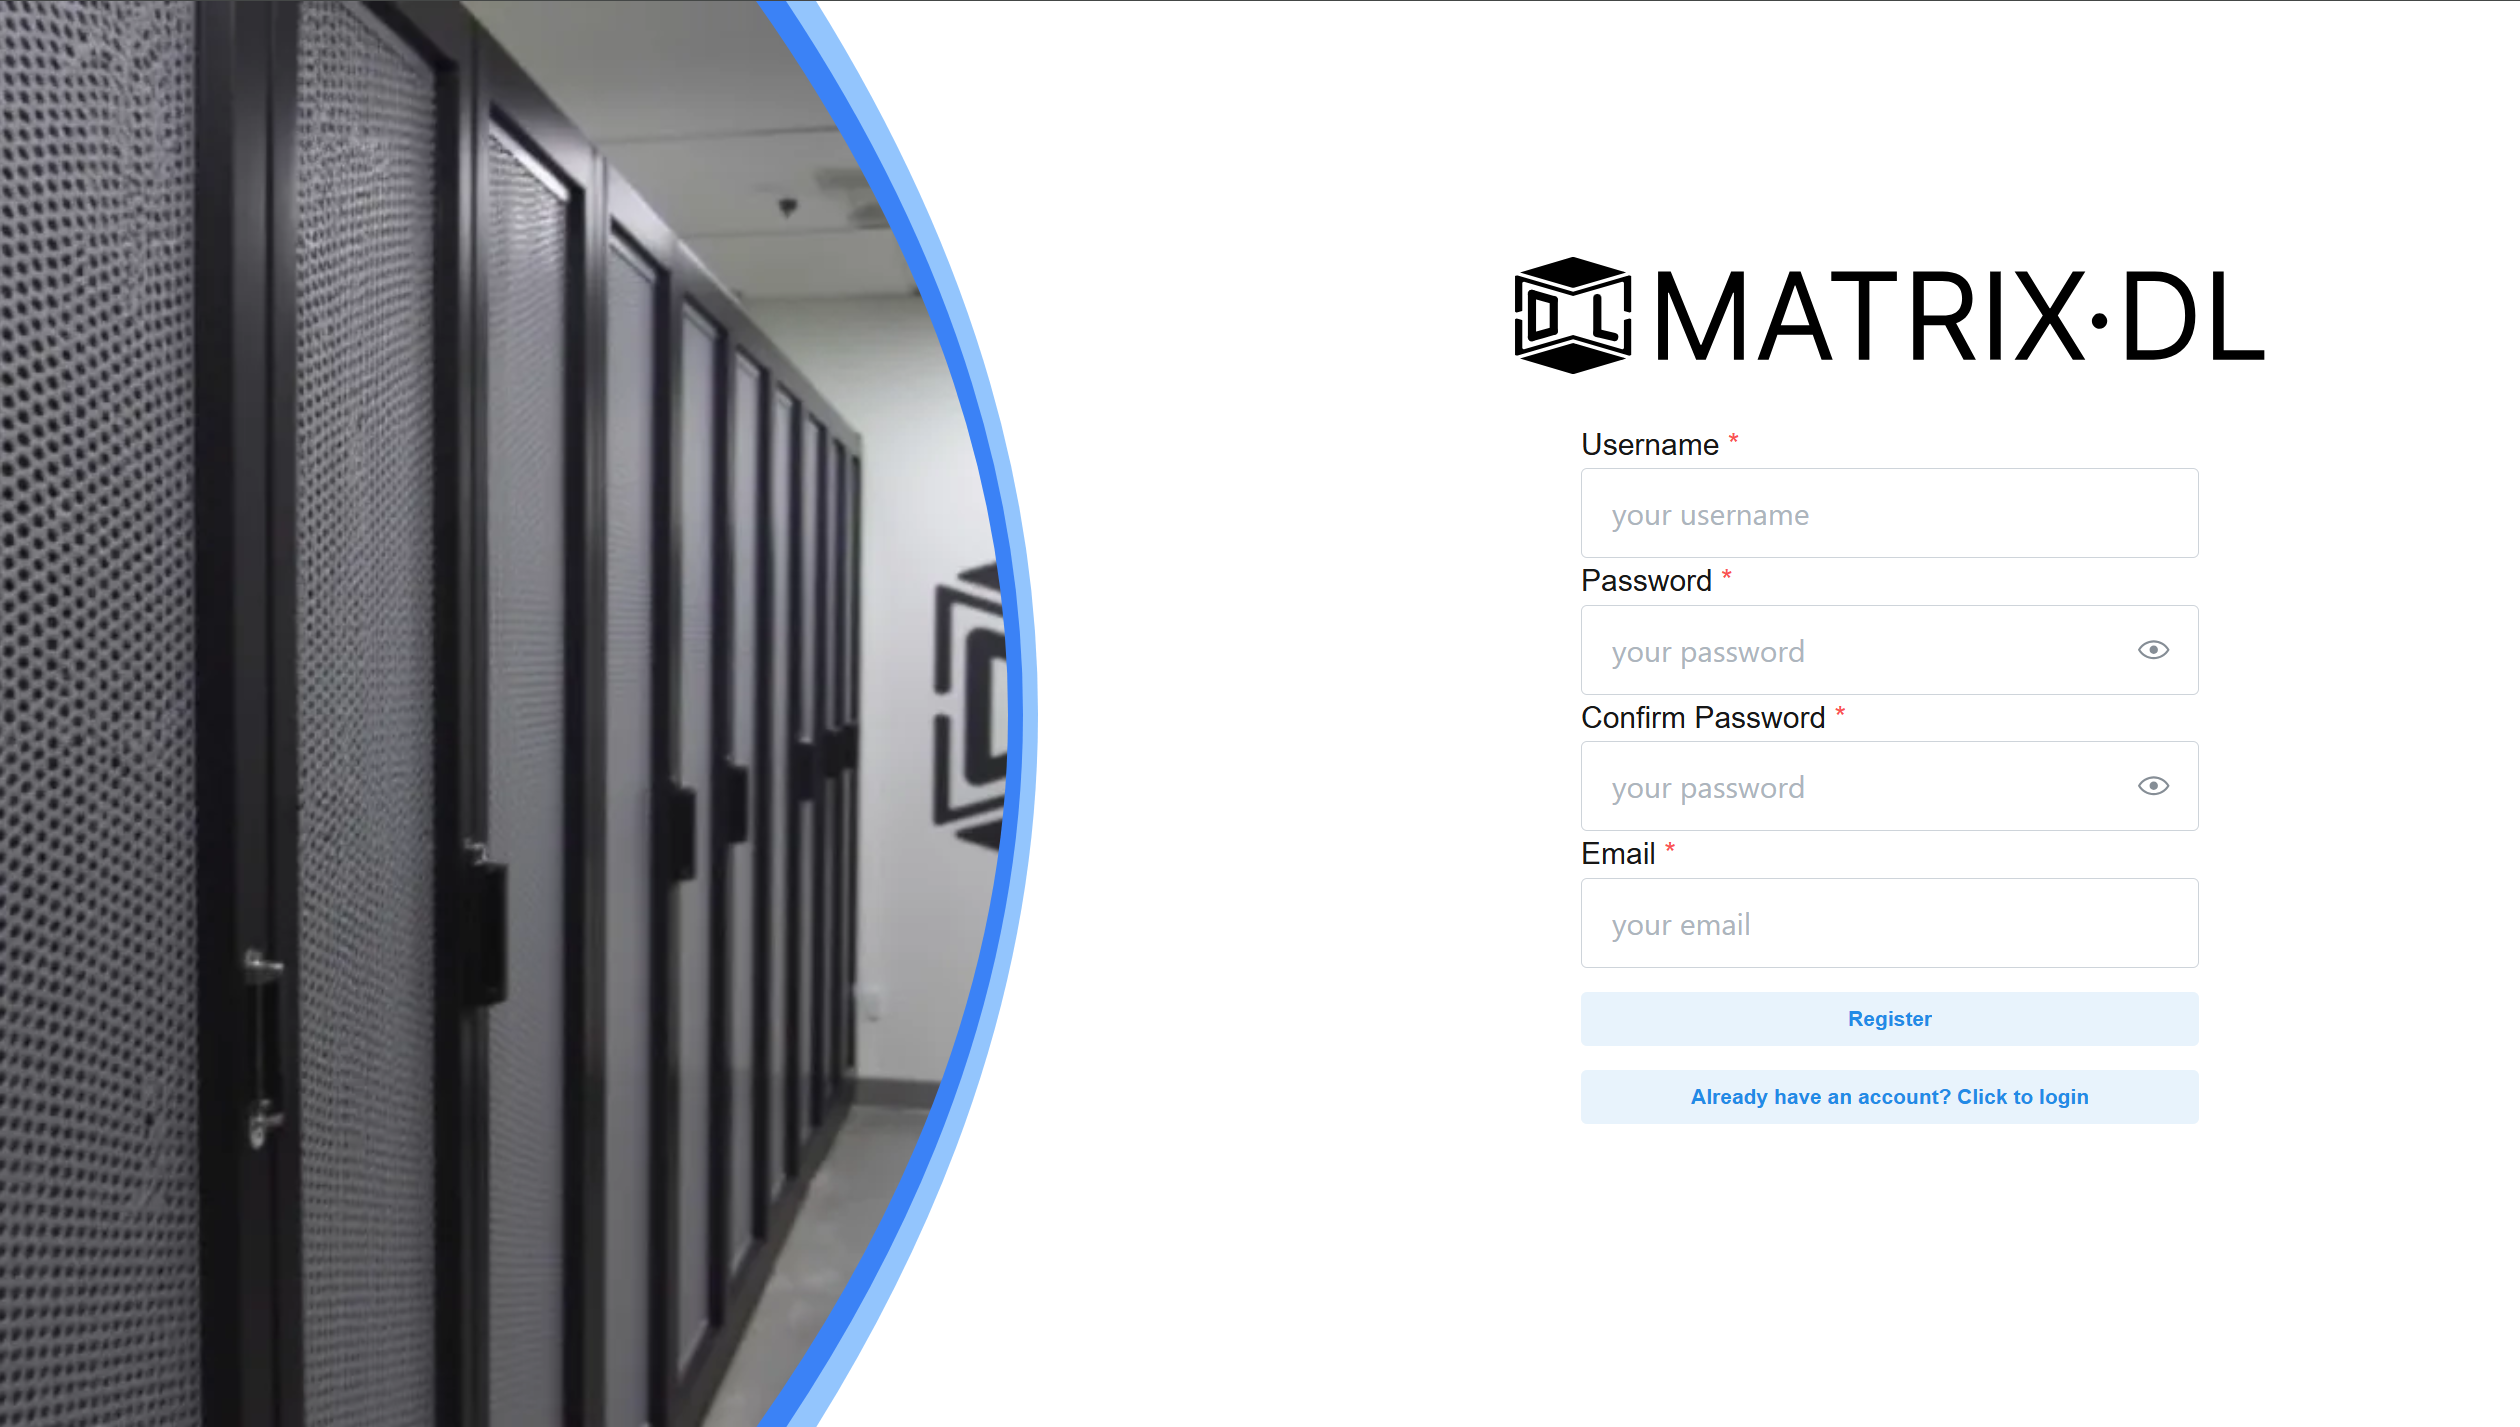 DL MATRIX·DL
Username *
your username
Password *
your password
Confirm Password *
your password
Email *
your email
Register
Already have an account? Click to login
D